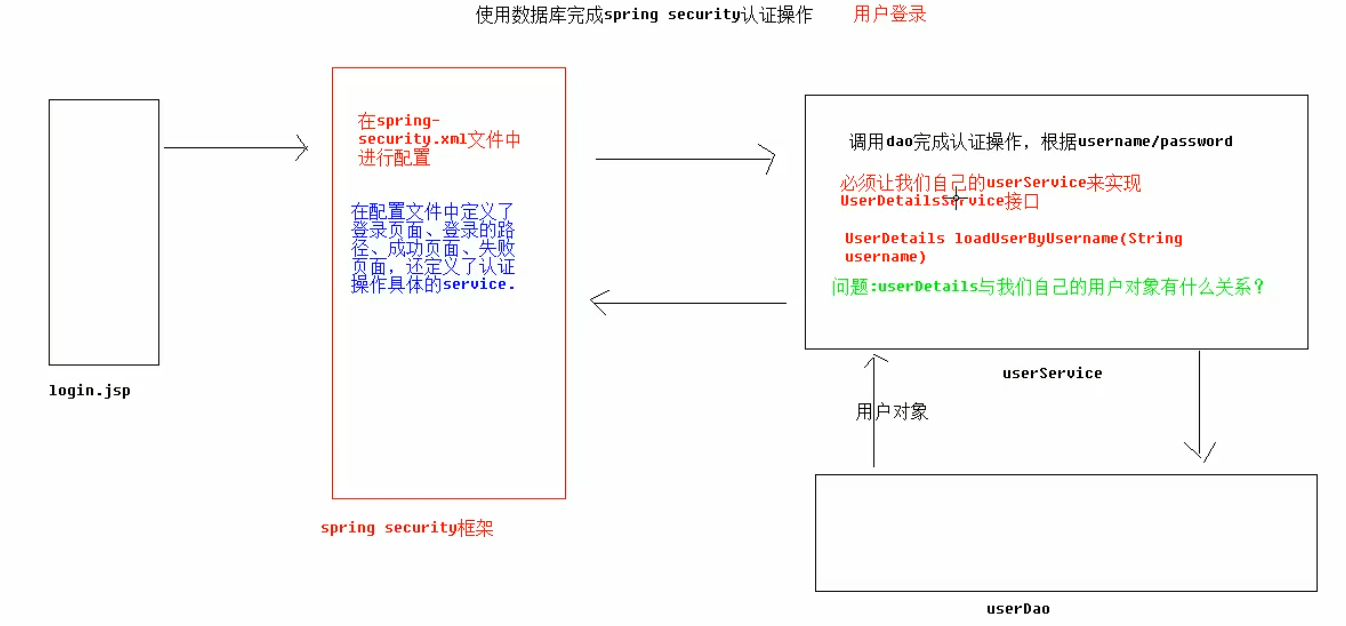 使用数据库完成spring security认证操作 用户登录
在spring-
security.xml文件中
进行配置
在配置文件中定义了
登录页面、登录的路
径、成功页面、失败
页面，还定义了认证
操作具体的service.
login.jsp
spring security框架
调用dao完成认证操作，根据username/password
必须让我们自己的userService来实现
UserDetailsService接口
UserDetails loadUserByUsername(String
username)
问题:userDetails与我们自己的用户对象有什么关系？
userService
用户对象
userDao